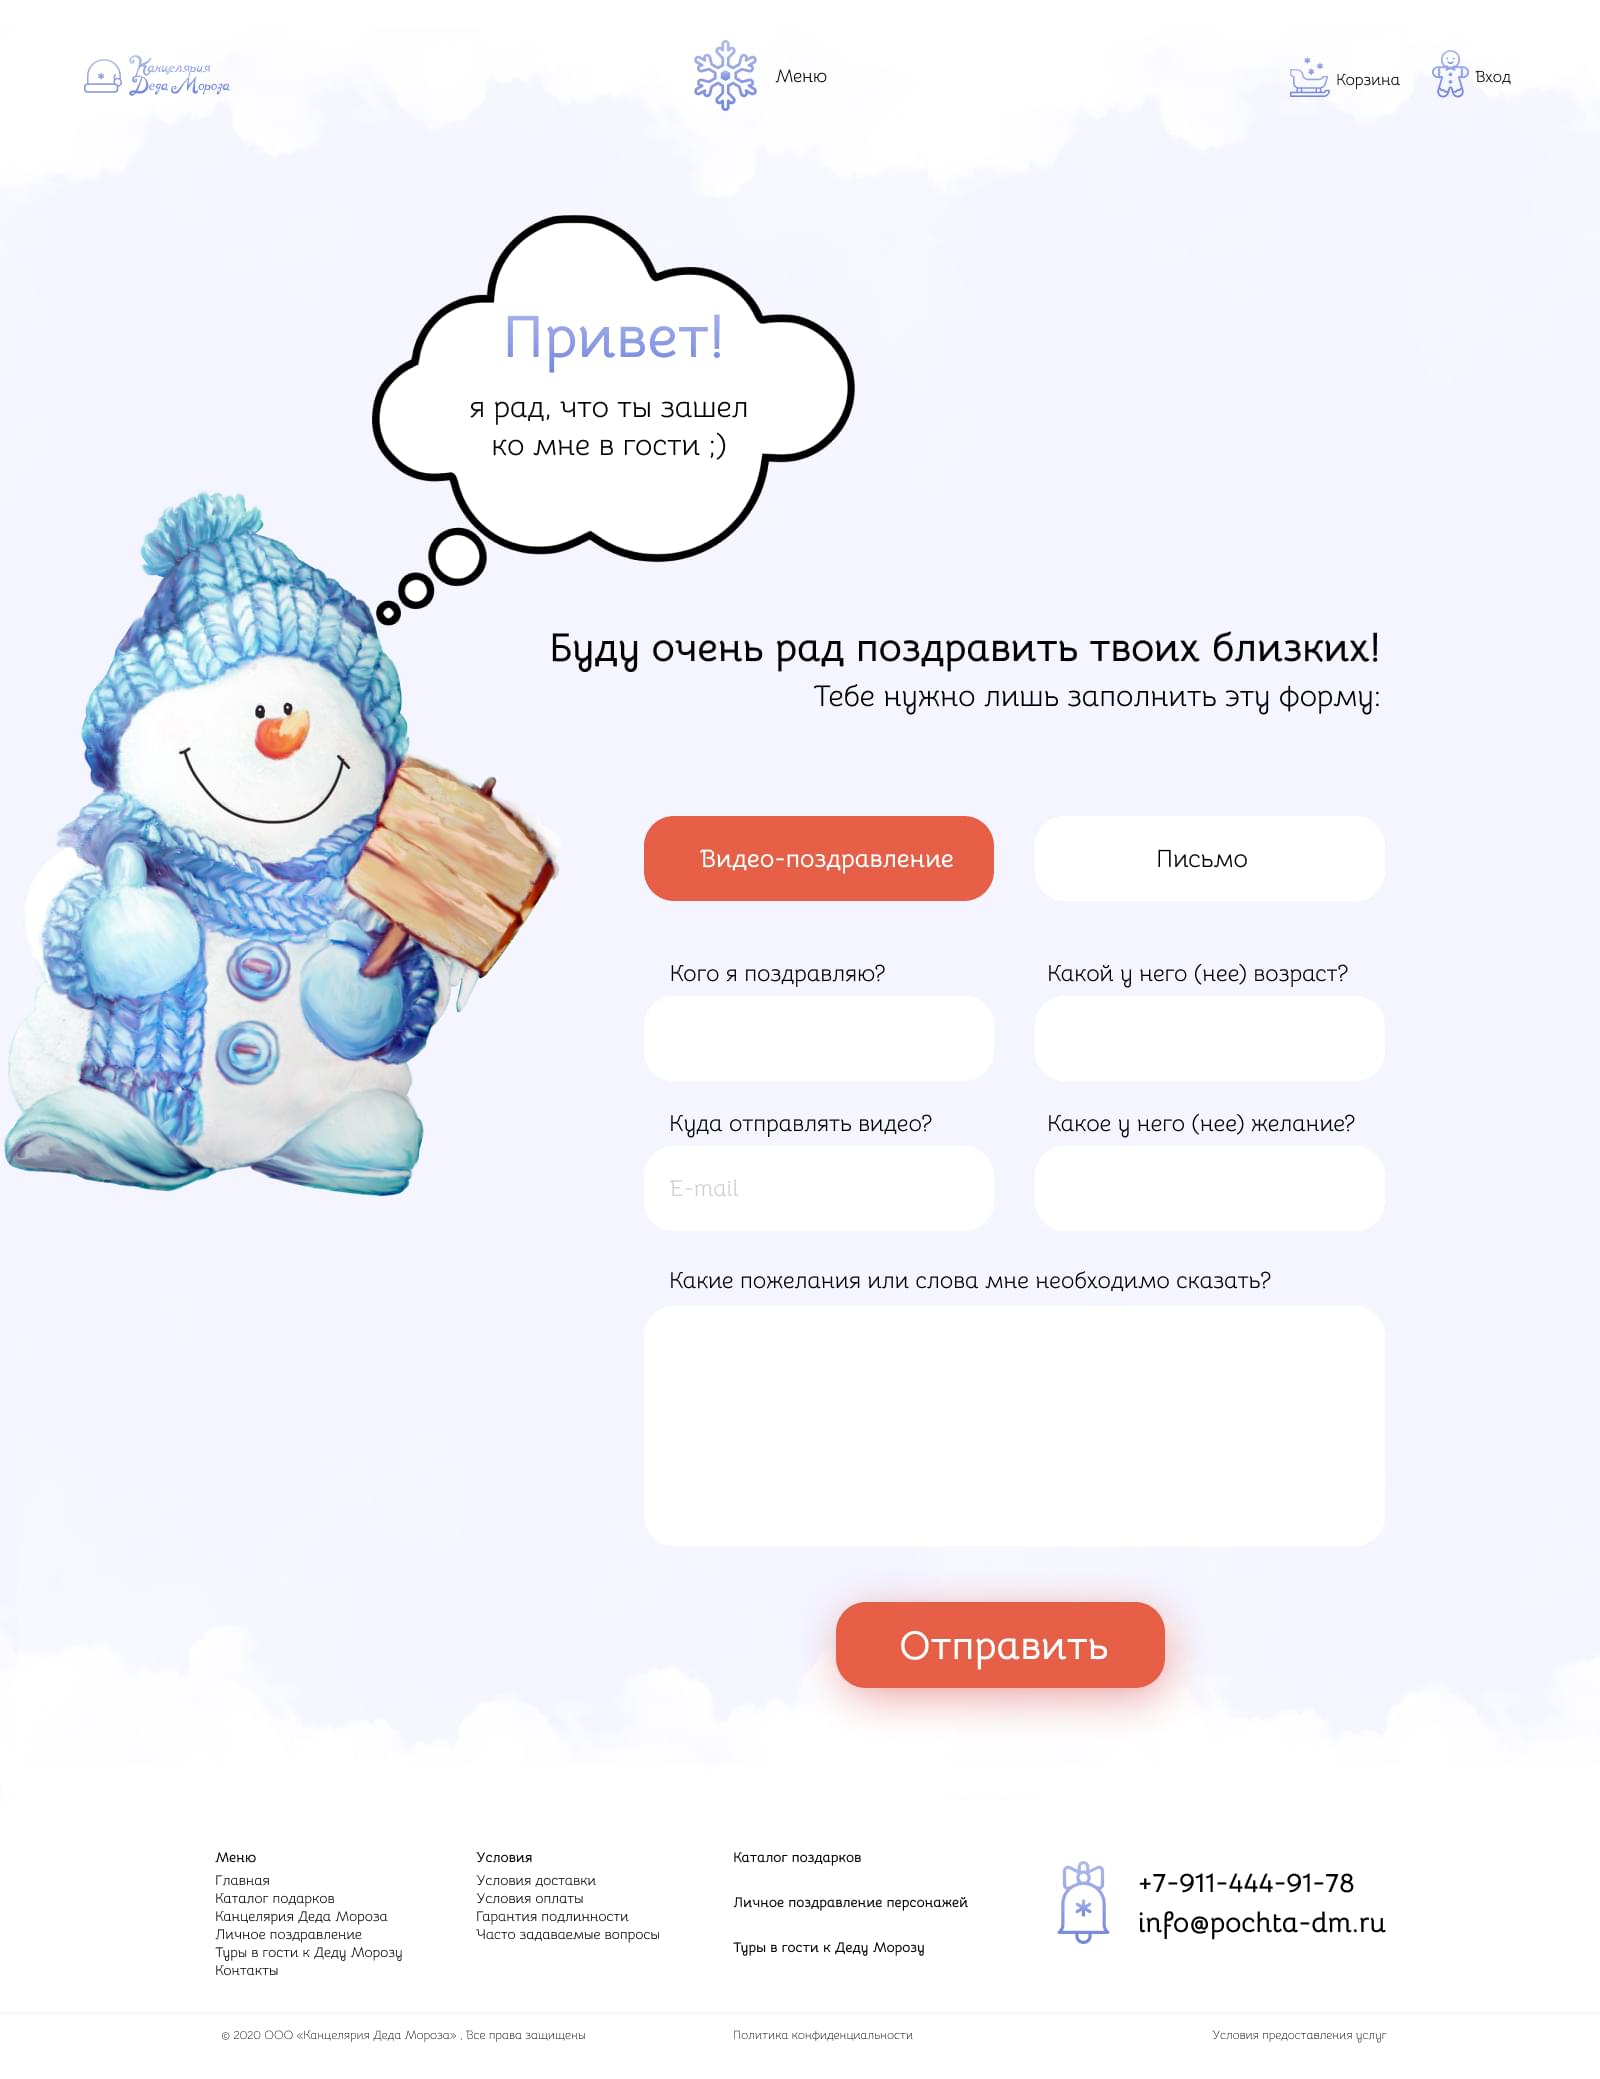 Канцелярия
Деда Мороза
Меню
Корзина
Вход
Привет!
я рад, что ты зашел
ко мне в гости ;)
Буду очень рад поздравить твоих близких!
Тебе нужно лишь заполнить эту форму:
Видео-поздравление
Письмо
Кого я поздравляю?
Какой у него (нее) возраст?
Куда отправлять видео?
Какое у него (нее) желание?
E-mail
Какие пожелания или слова мне необходимо сказать?
Отправить
Меню
Главная
Каталог подарков
Канцелярия Деда Мороза
Личное поздравление
Туры в гости к Деду Морозу
Контакты
Условия
Условия доставки
Условия оплаты
Гарантия подлинности
Часто задаваемые вопросы
Каталог поздарков
Личное поздравление персонажей
Туры в гости к Деду Морозу
+7-911-444-91-78
info@pochta-dm.ru
© 2020 ООО «Канцелярия Деда Мороза» , Все права защищены
Политика конфиденциальности
Условия предоставления услуг